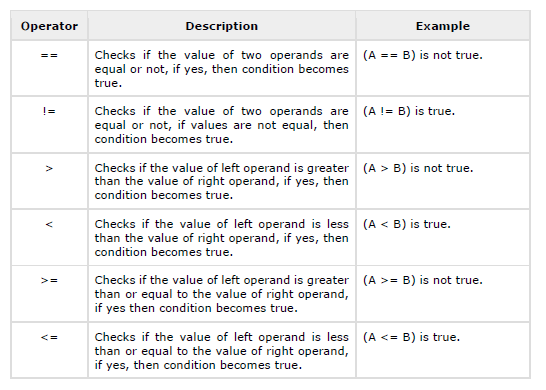 Operator Description Example
== Checks if the value of two operands are (A == B) is not true.
equal or not, if yes, then condition becomes
true.
!= Checks if the value of two operands are (A != B) is true.
equal or not, if values are not equal, then
condition becomes true.
> Checks if the value of left operand is greater (A > B) is not true.
than the value of right operand, if yes, then
condition becomes true.
< Checks if the value of left operand is less (A < B) is true.
than the value of right operand, if yes, then
condition becomes true.
>= Checks if the value of left operand is greater (A >= B) is not true.
than or equal to the value of right operand,
if yes then condition becomes true.
<= Checks if the value of left operand is less (A <= B) is true.
than or equal to the value of right operand,
if yes, then condition becomes true.